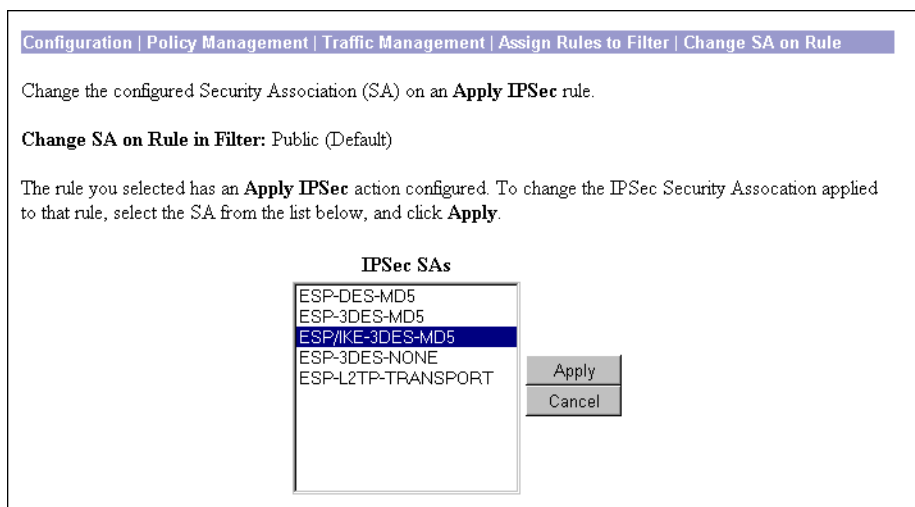 Configuration | Policy Management | Traffic Management | Assign Rules to Filter | Change SA on Rule
Change the configured Security Association (SA) on an Apply IPSec rule.
Change SA on Rule in Filter: Public (Default)
The rule you selected has an Apply IPSec action configured. To change the IPSec Security Assocation applied
to that rule, select the SA from the list below, and click Apply.
IPSec SAs
ESP-DES-MD5
ESP-3DES-MD5
ESP/IKE-3DES-MD5
ESP-3DES-NONE
ESP-L2TP-TRANSPORT
Apply
Cancel